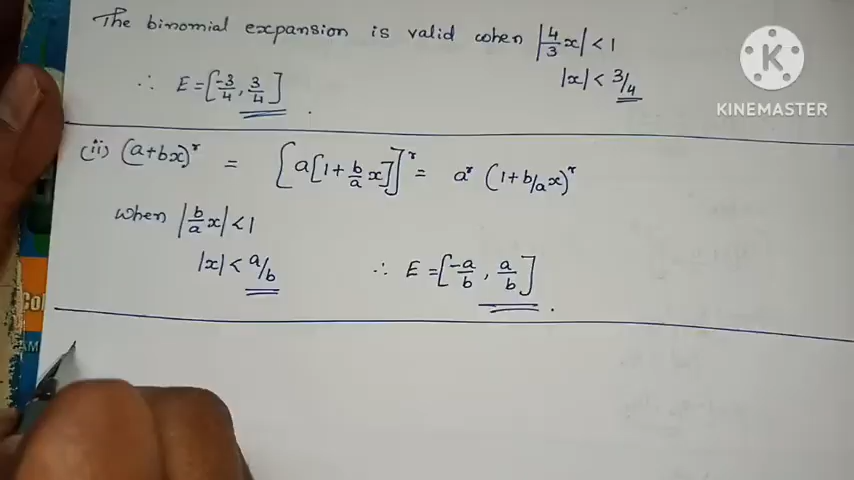 The binomial expansion is valid when |4/3 x| < 1
|x| < 3/4
∴ E = [-3/4, 3/4].
(ii) (a+bx)^r = [a[1+b/a x]]^r = a^r (1+b/a x)^r
when |b/a x| < 1
|x| < a/b ∴ E = [-a/b, a/b].
KINEMASTER